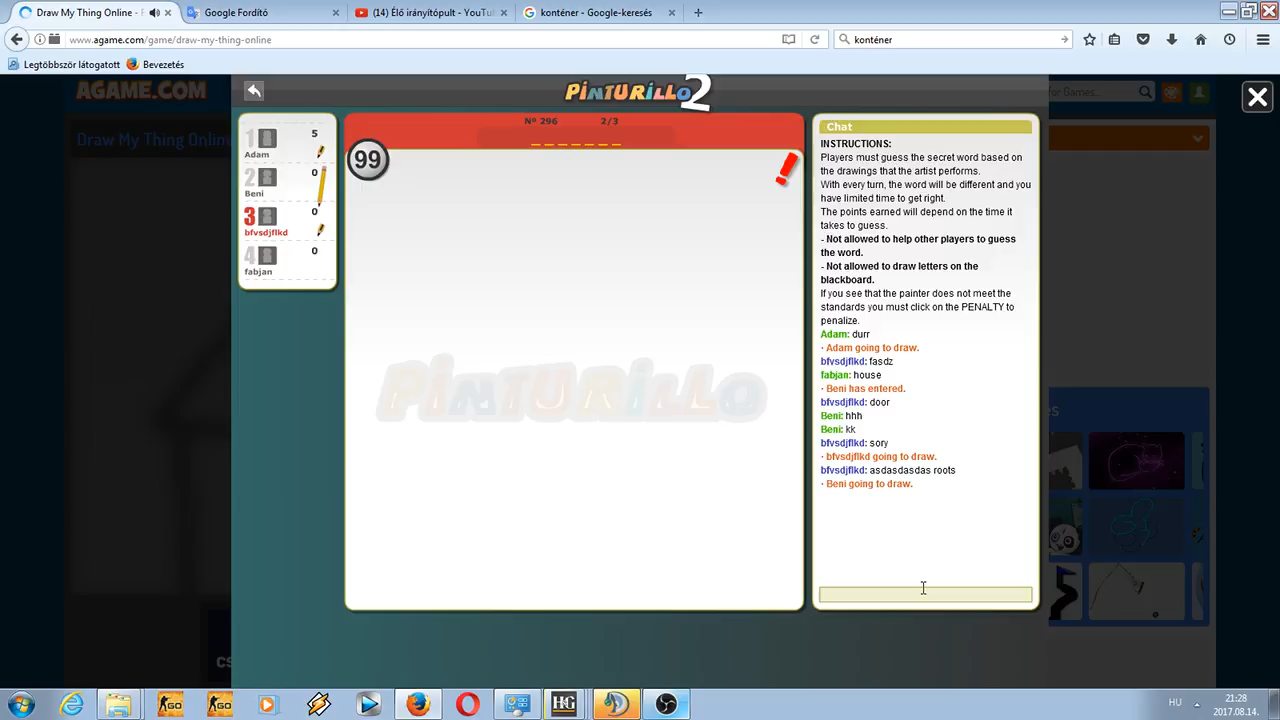 Draw My Thing Online -
Google Fordító
(14) Élő irányítópult - YouTu
konténer - Google-keresés
www.agame.com/game/draw-my-thing-online
konténer
Legtöbbször látogatott
Bevezetés
AGAME.COM
PINTURILLO 2
for Games...
Draw My Thing Online
Nº 296 2/3
_ _ _ _ _ _ _
99
1 5
Adam
2 0
Beni
3 0
bfvsdjflkd
4 0
fabjan
PINTURILLO
Chat
INSTRUCTIONS:
Players must guess the secret word based on
the drawings that the artist performs.
With every turn, the word will be different and you
have limited time to get right.
The points earned will depend on the time it
takes to guess.
- Not allowed to help other players to guess
the word.
- Not allowed to draw letters on the
blackboard.
If you see that the painter does not meet the
standards you must click on the PENALTY to
penalize.
Adam: durr
· Adam going to draw.
bfvsdjflkd: fasdz
fabjan: house
· Beni has entered.
bfvsdjflkd: door
Beni: hhh
Beni: kk
bfvsdjflkd: sory
· bfvsdjflkd going to draw.
bfvsdjflkd: asdasdasdas roots
· Beni going to draw.
es
CS
GO
GO
HG
HU
21:28
2017.08.14.